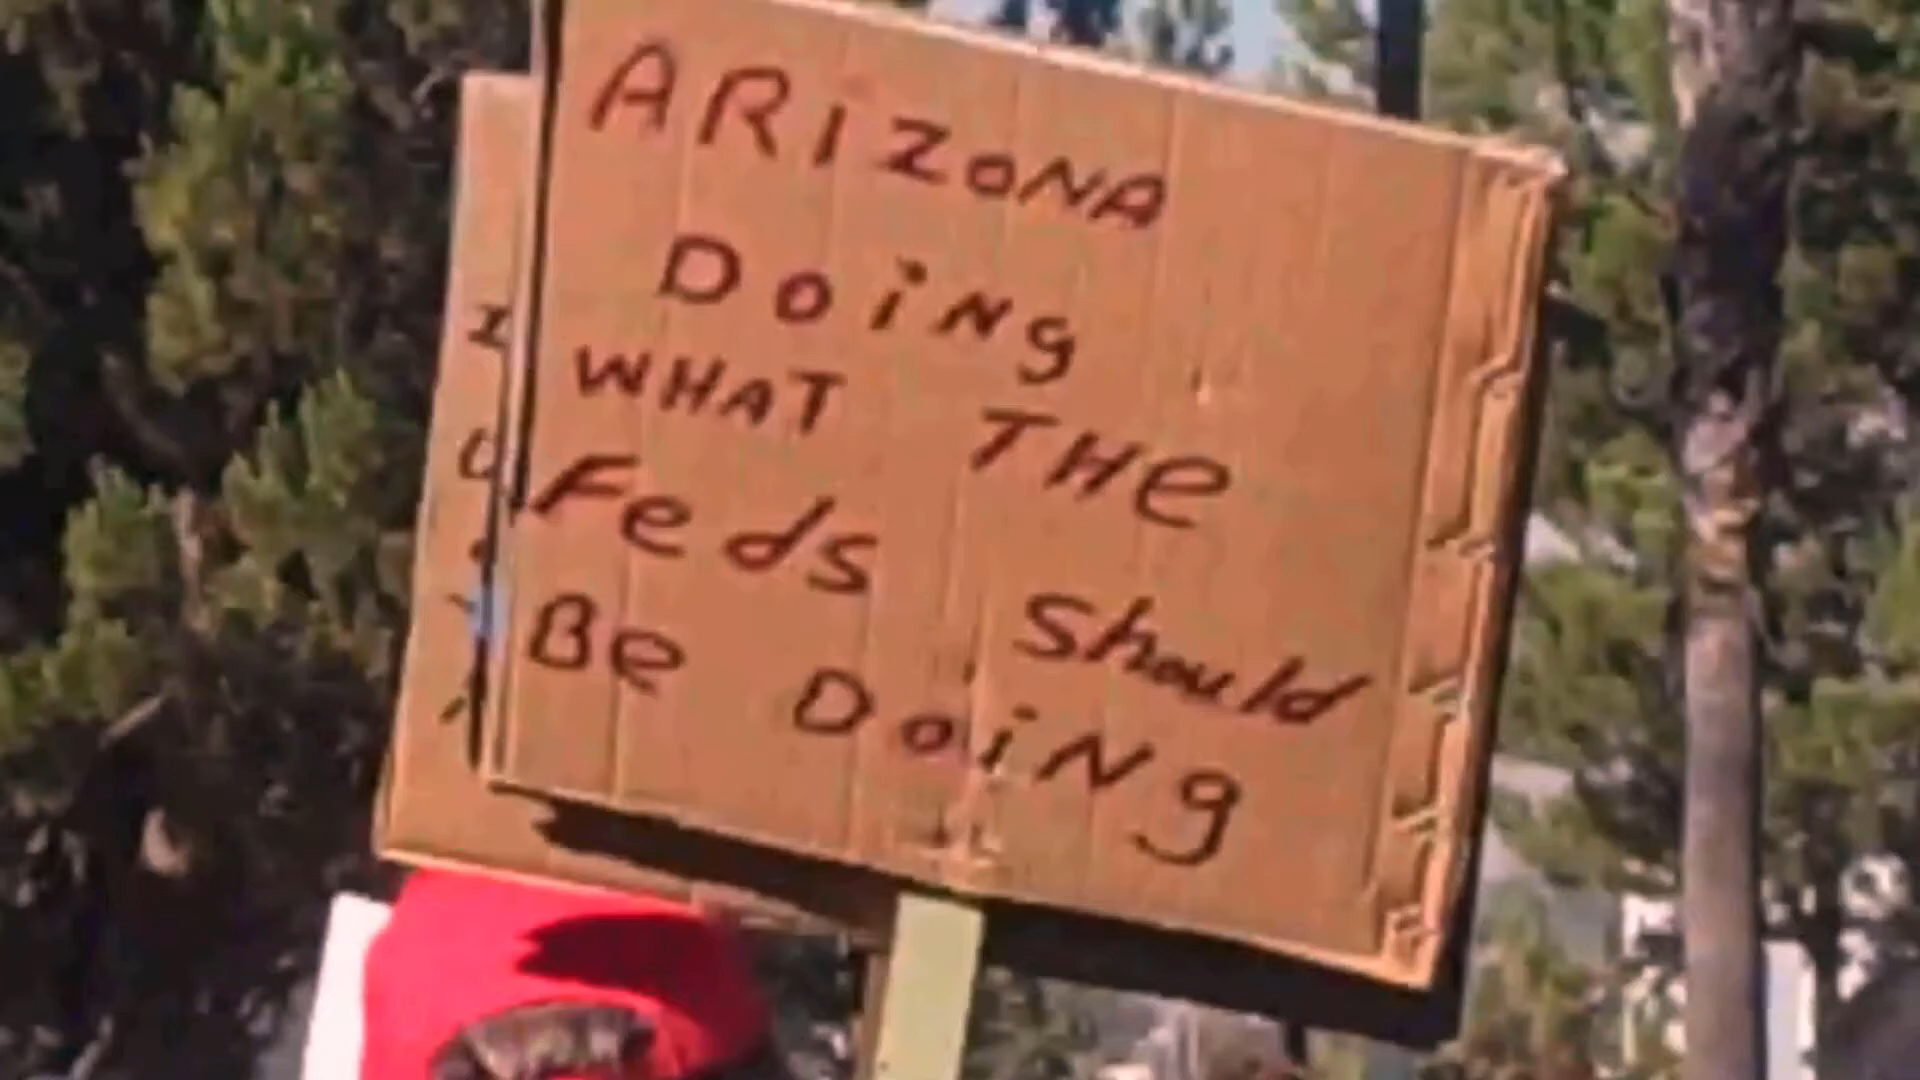 ARiZoNA
DoiNg
WHAT THe
Feds should
Be DoiNg